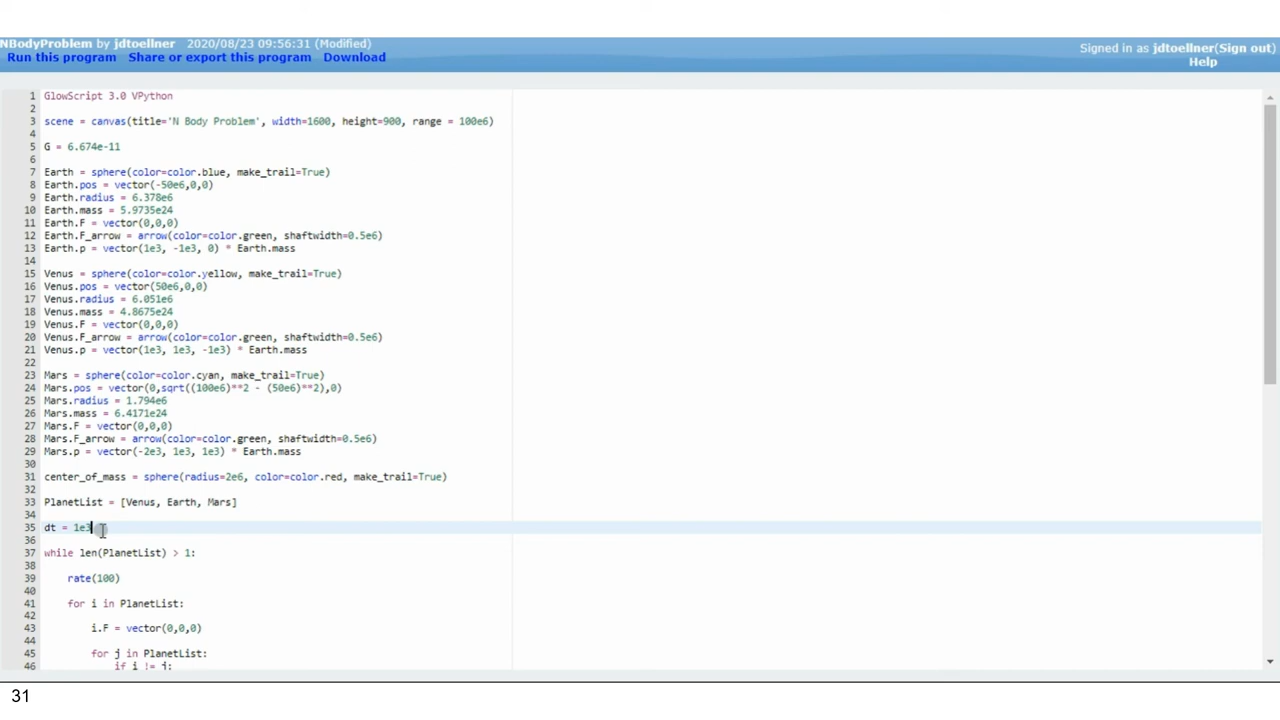 NBodyProblem by jdtoellner 2020/08/23 09:56:31 (Modified)
Signed in as jdtoellner(Sign out)
Run this program Share or export this program Download
Help
1 GlowScript 3.0 VPython
2
3 scene = canvas(title='N Body Problem', width=1600, height=900, range = 100e6)
4
5 G = 6.674e-11
6
7 Earth = sphere(color=color.blue, make_trail=True)
8 Earth.pos = vector(-50e6,0,0)
9 Earth.radius = 6.378e6
10 Earth.mass = 5.9735e24
11 Earth.F = vector(0,0,0)
12 Earth.F_arrow = arrow(color=color.green, shaftwidth=0.5e6)
13 Earth.p = vector(1e3, -1e3, 0) * Earth.mass
14
15 Venus = sphere(color=color.yellow, make_trail=True)
16 Venus.pos = vector(50e6,0,0)
17 Venus.radius = 6.051e6
18 Venus.mass = 4.8675e24
19 Venus.F = vector(0,0,0)
20 Venus.F_arrow = arrow(color=color.green, shaftwidth=0.5e6)
21 Venus.p = vector(1e3, 1e3, -1e3) * Earth.mass
22
23 Mars = sphere(color=color.cyan, make_trail=True)
24 Mars.pos = vector(0,sqrt((100e6)**2 - (50e6)**2),0)
25 Mars.radius = 1.794e6
26 Mars.mass = 6.4171e24
27 Mars.F = vector(0,0,0)
28 Mars.F_arrow = arrow(color=color.green, shaftwidth=0.5e6)
29 Mars.p = vector(-2e3, 1e3, 1e3) * Earth.mass
30
31 center_of_mass = sphere(radius=2e6, color=color.red, make_trail=True)
32
33 PlanetList = [Venus, Earth, Mars]
34
35 dt = 1e3
36
37 while len(PlanetList) > 1:
38
39 rate(100)
40
41 for i in PlanetList:
42
43 i.F = vector(0,0,0)
44
45 for j in PlanetList:
46 if i != j:
31